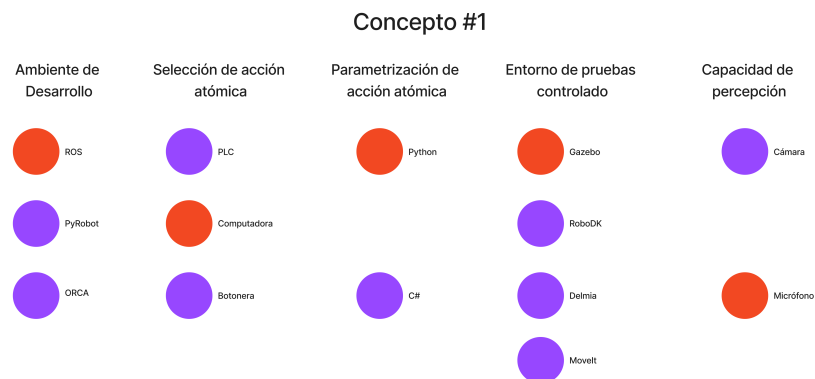 Concepto #1
Ambiente de
Desarrollo
Selección de acción
atómica
Parametrización de
acción atómica
Entorno de pruebas
controlado
Capacidad de
percepción
ROS
PLC
Python
Gazebo
Cámara
PyRobot
Computadora
RoboDK
ORCA
Botonera
C#
Delmia
Micrófono
MoveIt